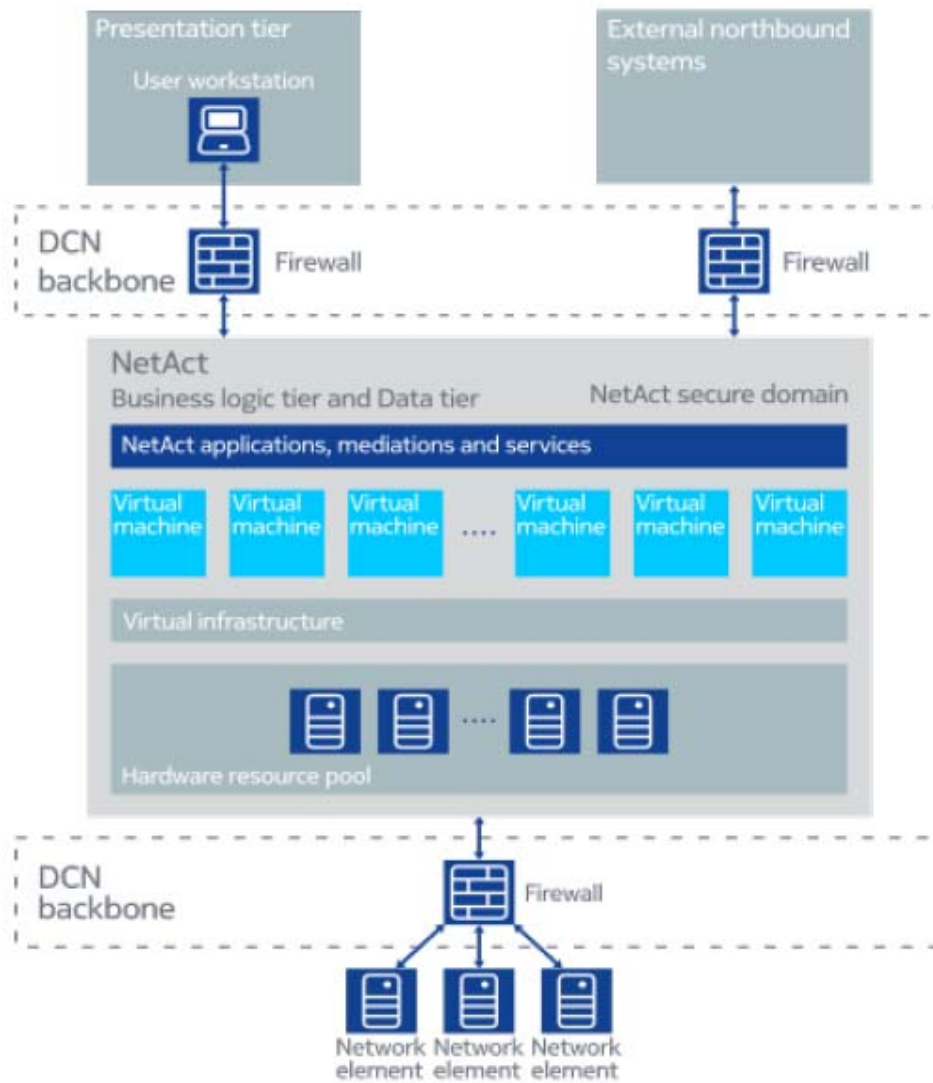 Presentation tier
User workstation
External northbound
systems
DCN
backbone
Firewall
Firewall
NetAct
Business logic tier and Data tier
NetAct secure domain
NetAct applications, mediations and services
Virtual
machine
Virtual
machine
Virtual
machine
....
Virtual
machine
Virtual
machine
Virtual
machine
Virtual infrastructure
....
Hardware resource pool
DCN
backbone
Firewall
Network
element
Network
element
Network
element